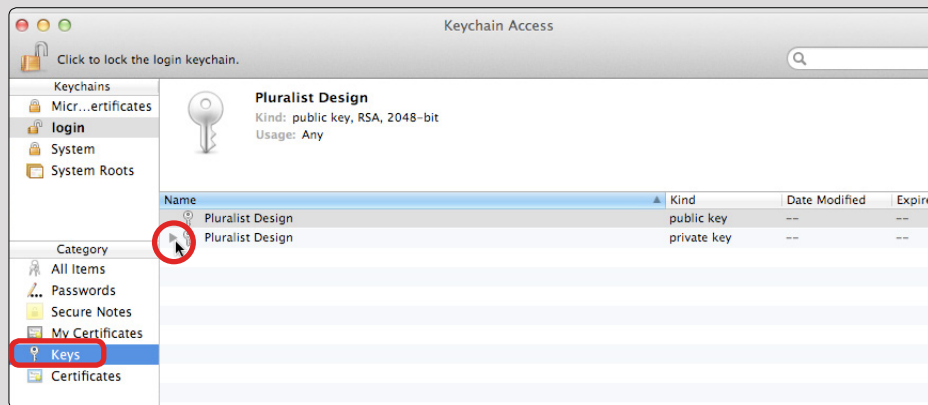 Keychain Access
Click to lock the login keychain.
Keychains
Micr...ertificates
login
System
System Roots
Pluralist Design
Kind: public key, RSA, 2048-bit
Usage: Any
Name Kind Date Modified Expire
Pluralist Design public key -- --
Pluralist Design private key -- --
Category
All Items
Passwords
Secure Notes
My Certificates
Keys
Certificates